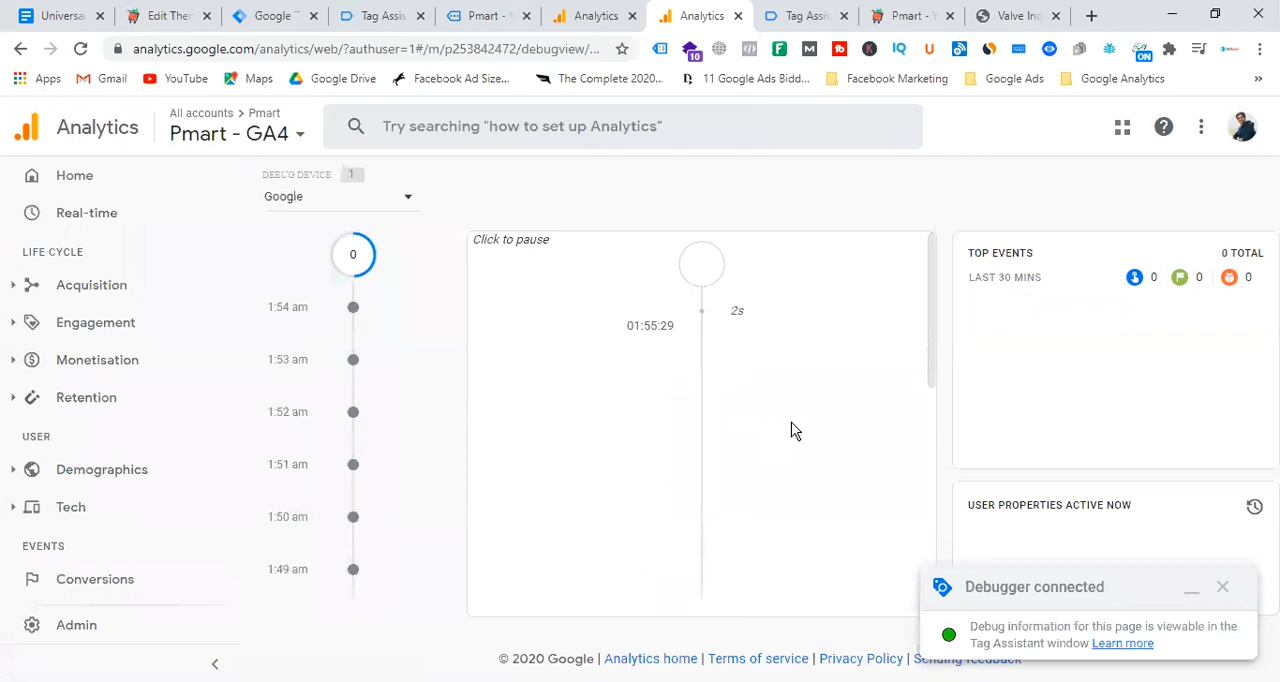 Universa
Edit Ther
Google
Tag Assis
Pmart - Y
Analytics
Analytics
Tag Assi
Pmart - Y
Valve Ind
analytics.google.com/analytics/web/?authuser=1#/m/p253842472/debugview/...
10
ON
Apps
Gmail
YouTube
Maps
Google Drive
Facebook Ad Size...
The Complete 2020...
11 Google Ads Bidd...
Facebook Marketing
Google Ads
Google Analytics
»
Analytics
All accounts > Pmart
Pmart - GA4
Try searching "how to set up Analytics"
Home
Real-time
LIFE CYCLE
Acquisition
Engagement
Monetisation
Retention
USER
Demographics
Tech
EVENTS
Conversions
Admin
DEBUG DEVICE 1
Google
0
1:54 am
1:53 am
1:52 am
1:51 am
1:50 am
1:49 am
Click to pause
2s
01:55:29
TOP EVENTS 0 TOTAL
LAST 30 MINS 0 0 0
USER PROPERTIES ACTIVE NOW
Debugger connected
Debug information for this page is viewable in the
Tag Assistant window Learn more
© 2020 Google | Analytics home | Terms of service | Privacy Policy | Sending feedback